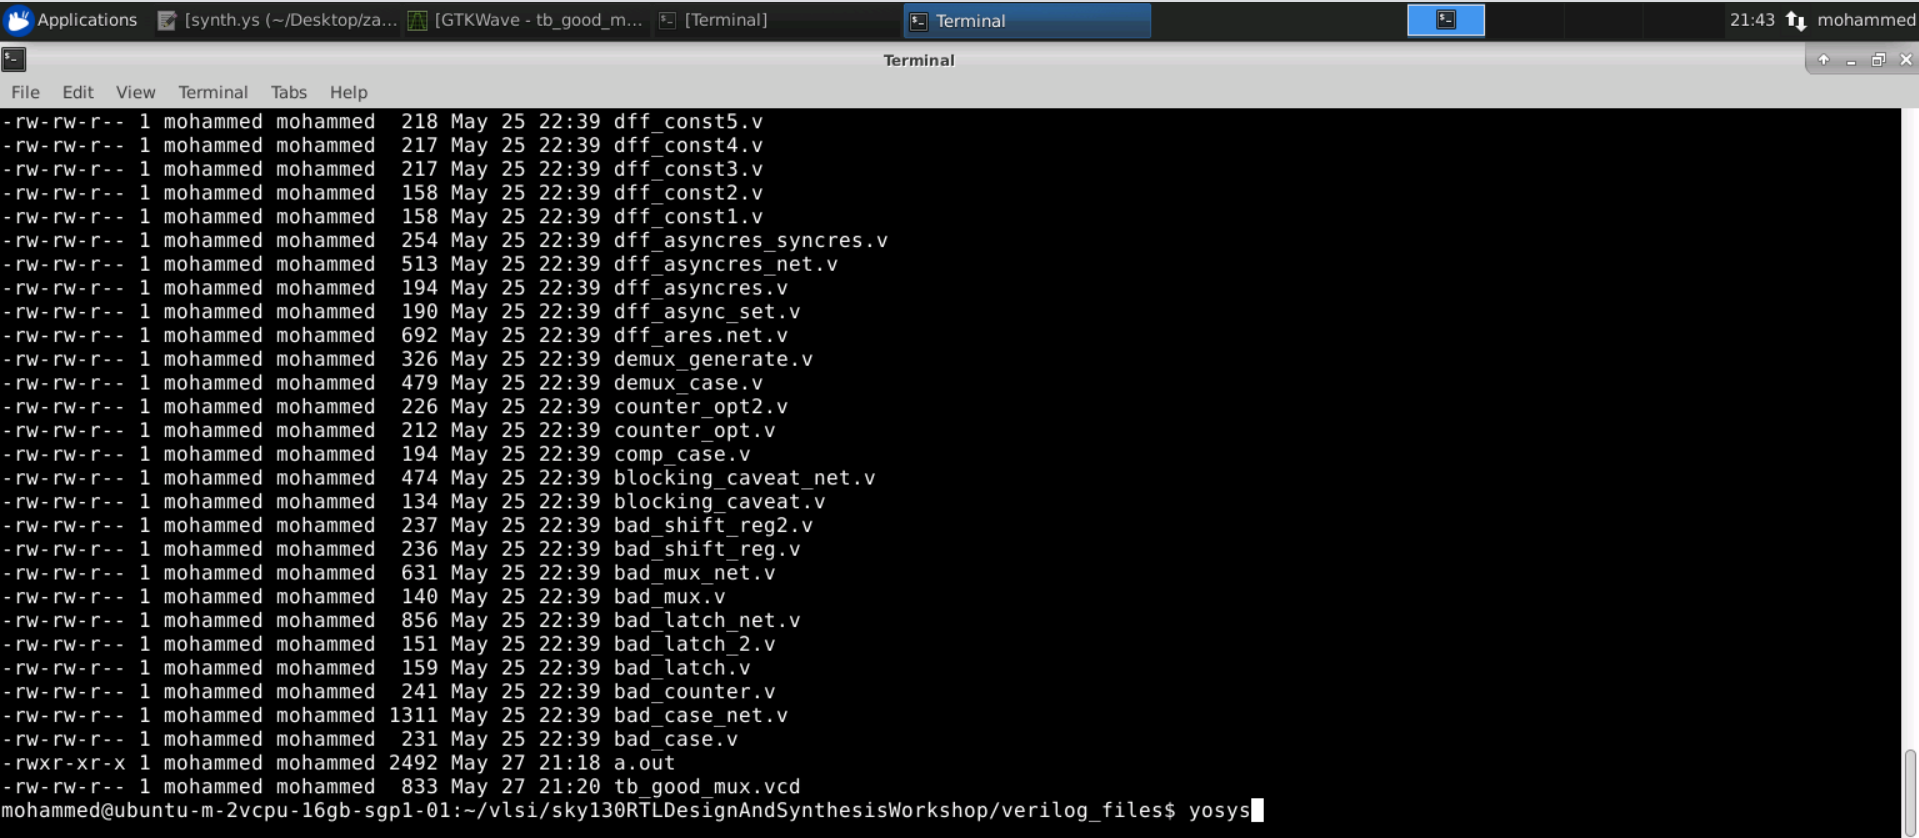 Applications [synth.ys (~/Desktop/za... [GTKWave - tb_good_m... [Terminal] Terminal 21:43 mohammed
Terminal
File Edit View Terminal Tabs Help
-rw-rw-r-- 1 mohammed mohammed  218 May 25 22:39 dff_const5.v
-rw-rw-r-- 1 mohammed mohammed  217 May 25 22:39 dff_const4.v
-rw-rw-r-- 1 mohammed mohammed  217 May 25 22:39 dff_const3.v
-rw-rw-r-- 1 mohammed mohammed  158 May 25 22:39 dff_const2.v
-rw-rw-r-- 1 mohammed mohammed  158 May 25 22:39 dff_const1.v
-rw-rw-r-- 1 mohammed mohammed  254 May 25 22:39 dff_asyncres_syncres.v
-rw-rw-r-- 1 mohammed mohammed  513 May 25 22:39 dff_asyncres_net.v
-rw-rw-r-- 1 mohammed mohammed  194 May 25 22:39 dff_asyncres.v
-rw-rw-r-- 1 mohammed mohammed  190 May 25 22:39 dff_async_set.v
-rw-rw-r-- 1 mohammed mohammed  692 May 25 22:39 dff_ares.net.v
-rw-rw-r-- 1 mohammed mohammed  326 May 25 22:39 demux_generate.v
-rw-rw-r-- 1 mohammed mohammed  479 May 25 22:39 demux_case.v
-rw-rw-r-- 1 mohammed mohammed  226 May 25 22:39 counter_opt2.v
-rw-rw-r-- 1 mohammed mohammed  212 May 25 22:39 counter_opt.v
-rw-rw-r-- 1 mohammed mohammed  194 May 25 22:39 comp_case.v
-rw-rw-r-- 1 mohammed mohammed  474 May 25 22:39 blocking_caveat_net.v
-rw-rw-r-- 1 mohammed mohammed  134 May 25 22:39 blocking_caveat.v
-rw-rw-r-- 1 mohammed mohammed  237 May 25 22:39 bad_shift_reg2.v
-rw-rw-r-- 1 mohammed mohammed  236 May 25 22:39 bad_shift_reg.v
-rw-rw-r-- 1 mohammed mohammed  631 May 25 22:39 bad_mux_net.v
-rw-rw-r-- 1 mohammed mohammed  140 May 25 22:39 bad_mux.v
-rw-rw-r-- 1 mohammed mohammed  856 May 25 22:39 bad_latch_net.v
-rw-rw-r-- 1 mohammed mohammed  151 May 25 22:39 bad_latch_2.v
-rw-rw-r-- 1 mohammed mohammed  159 May 25 22:39 bad_latch.v
-rw-rw-r-- 1 mohammed mohammed  241 May 25 22:39 bad_counter.v
-rw-rw-r-- 1 mohammed mohammed 1311 May 25 22:39 bad_case_net.v
-rw-rw-r-- 1 mohammed mohammed  231 May 25 22:39 bad_case.v
-rwxr-xr-x 1 mohammed mohammed 2492 May 27 21:18 a.out
-rw-rw-r-- 1 mohammed mohammed  833 May 27 21:20 tb_good_mux.vcd
mohammed@ubuntu-m-2vcpu-16gb-sgp1-01:~/vlsi/sky130RTLDesignAndSynthesisWorkshop/verilog_files$ yosys